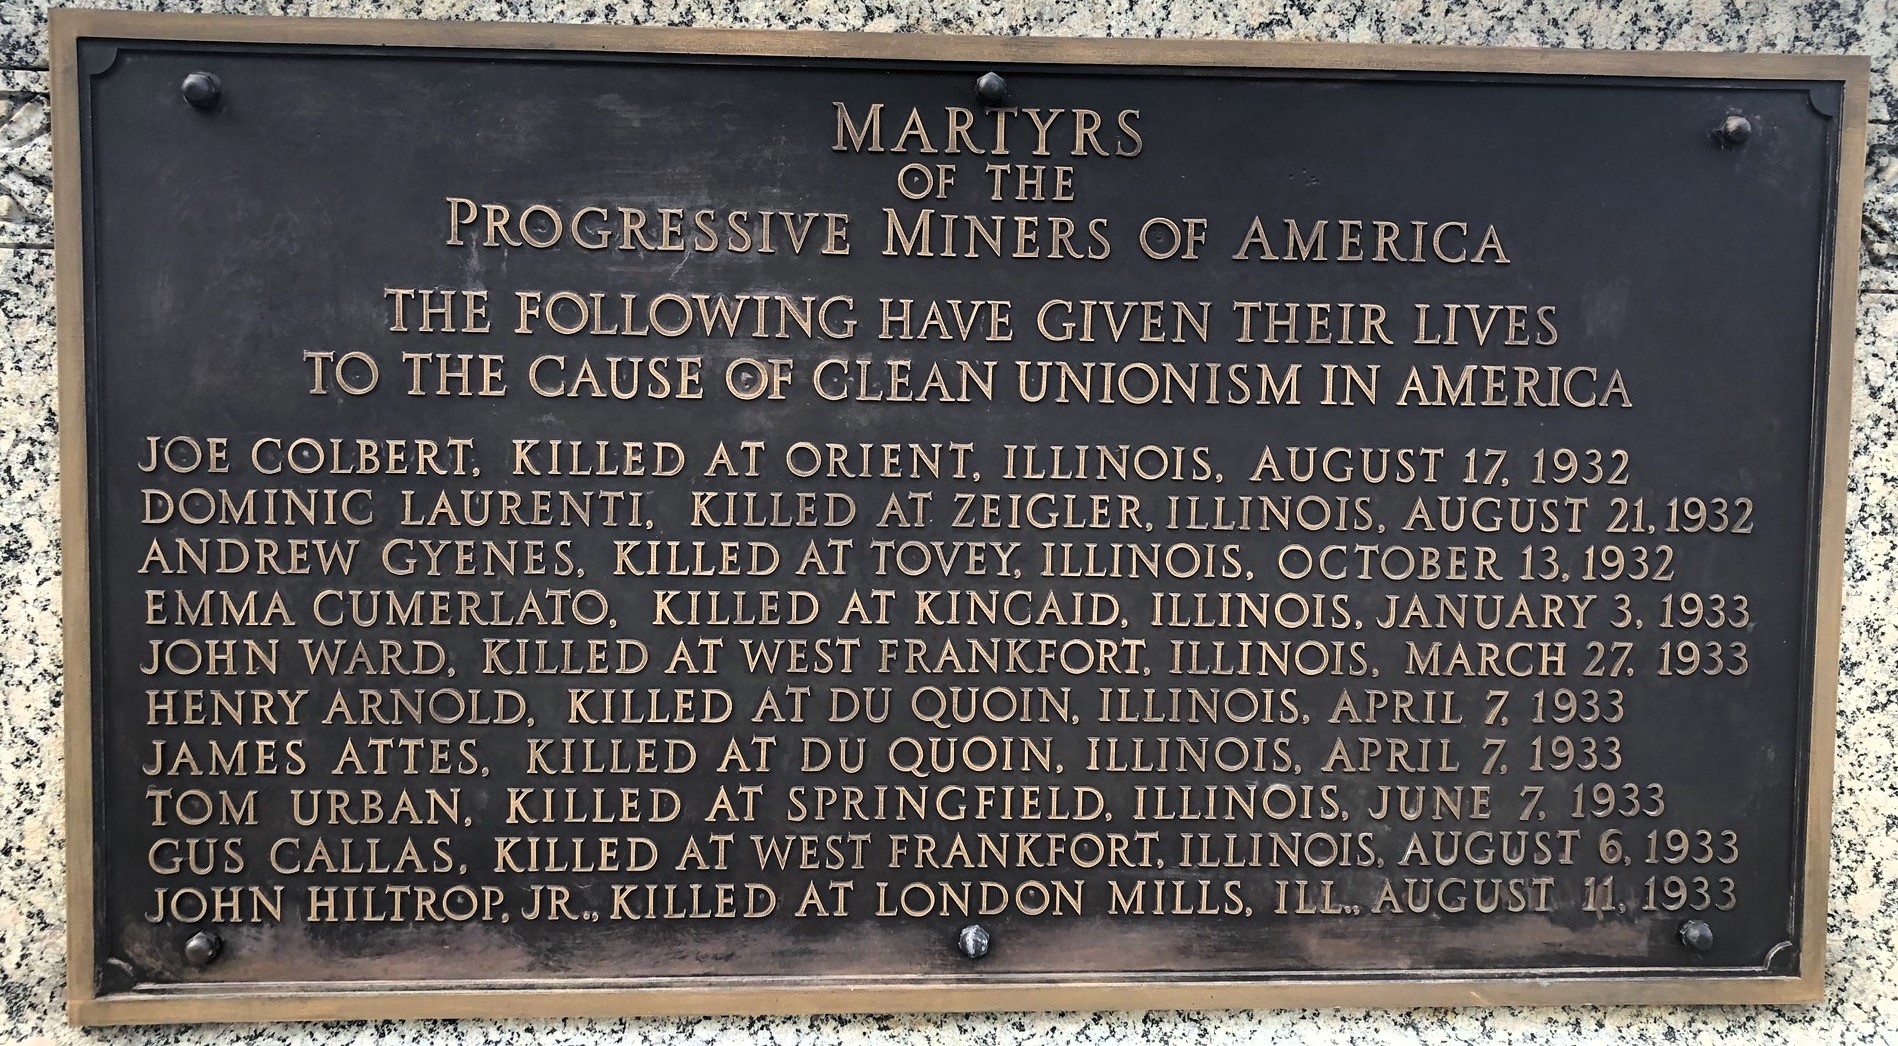 MARTYRS
OF THE
PROGRESSIVE MINERS OF AMERICA
THE FOLLOWING HAVE GIVEN THEIR LIVES
TO THE CAUSE OF CLEAN UNIONISM IN AMERICA
JOE COLBERT, KILLED AT ORIENT, ILLINOIS, AUGUST 17, 1932
DOMINIC LAURENTI, KILLED AT ZEIGLER, ILLINOIS, AUGUST 21, 1932
ANDREW GYENES, KILLED AT TOVEY, ILLINOIS, OCTOBER 13, 1932
EMMA CUMERLATO, KILLED AT KINCAID, ILLINOIS, JANUARY 3, 1933
JOHN WARD, KILLED AT WEST FRANKFORT, ILLINOIS, MARCH 27, 1933
HENRY ARNOLD, KILLED AT DU QUOIN, ILLINOIS, APRIL 7, 1933
JAMES ATTES, KILLED AT DU QUOIN, ILLINOIS, APRIL 7, 1933
TOM URBAN, KILLED AT SPRINGFIELD, ILLINOIS, JUNE 7, 1933
GUS CALLAS, KILLED AT WEST FRANKFORT, ILLINOIS, AUGUST 6, 1933
JOHN HILTROP, JR., KILLED AT LONDON MILLS, ILL., AUGUST 11, 1933